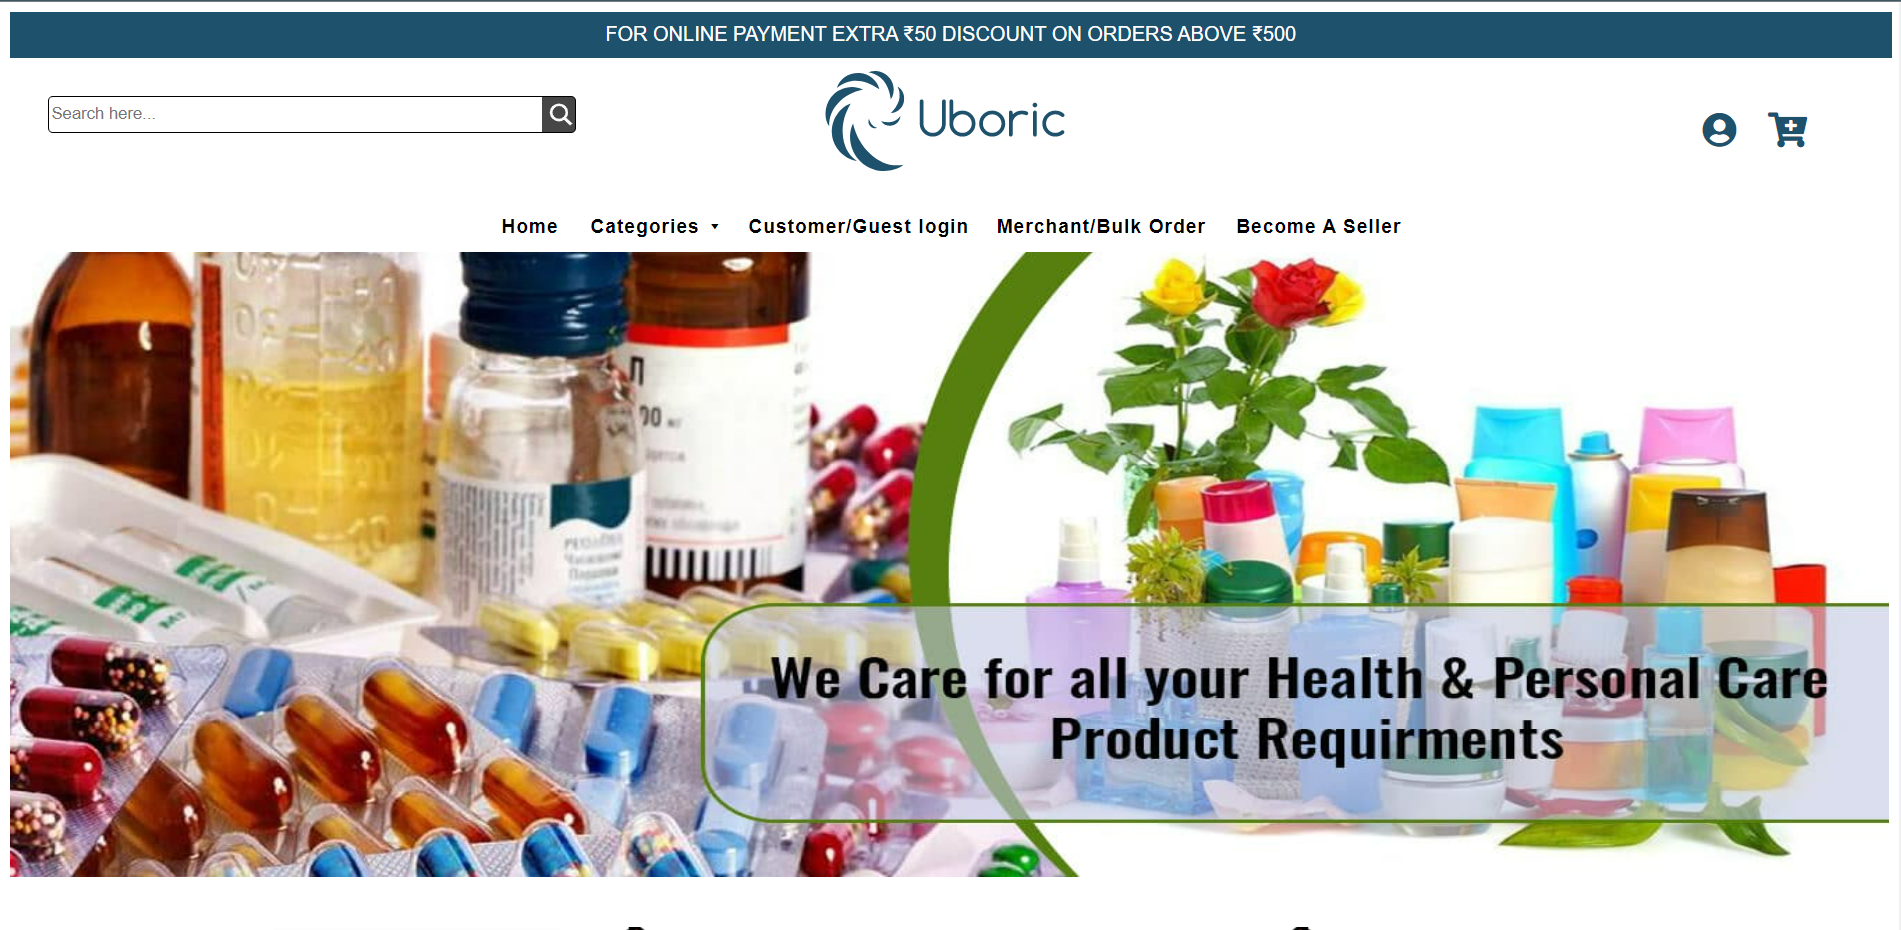 FOR ONLINE PAYMENT EXTRA ₹50 DISCOUNT ON ORDERS ABOVE ₹500
Search here...
Uboric
Home Categories Customer/Guest login Merchant/Bulk Order Become A Seller
We Care for all your Health & Personal Care
Product Requirments